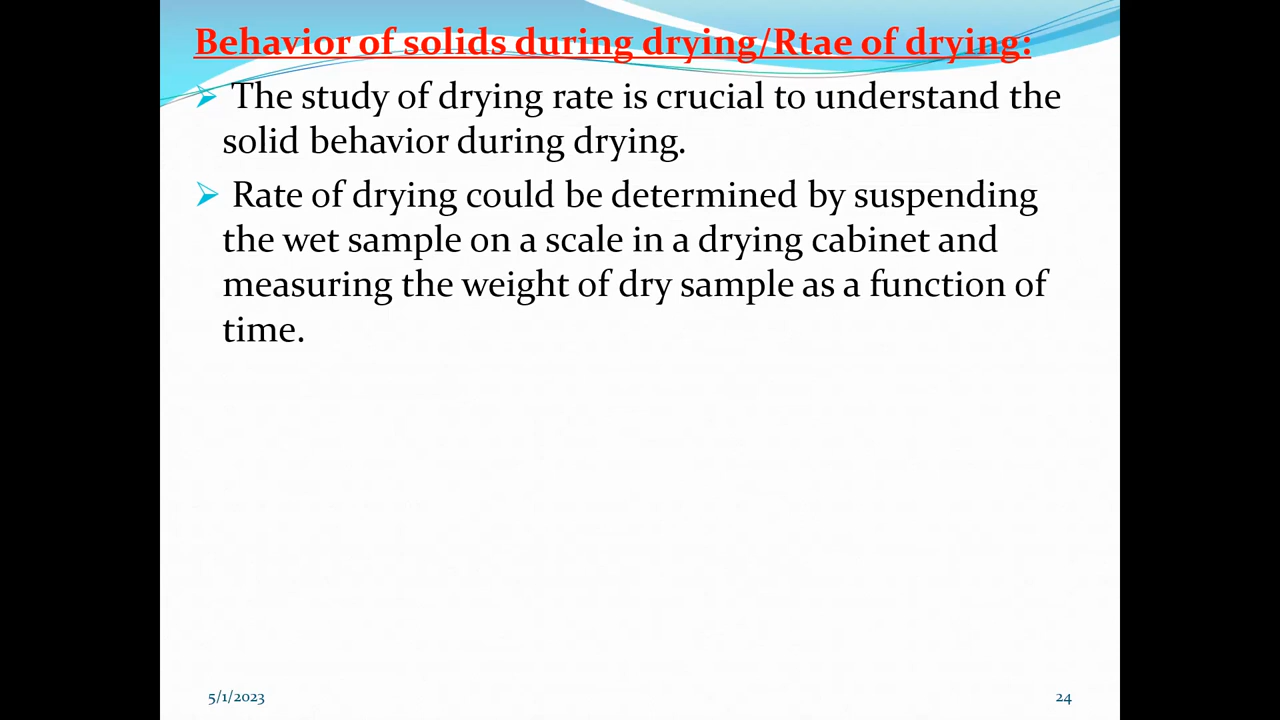 Behavior of solids during drying/Rtae of drying:
The study of drying rate is crucial to understand the
solid behavior during drying.
Rate of drying could be determined by suspending
the wet sample on a scale in a drying cabinet and
measuring the weight of dry sample as a function of
time.
5/1/2023
24